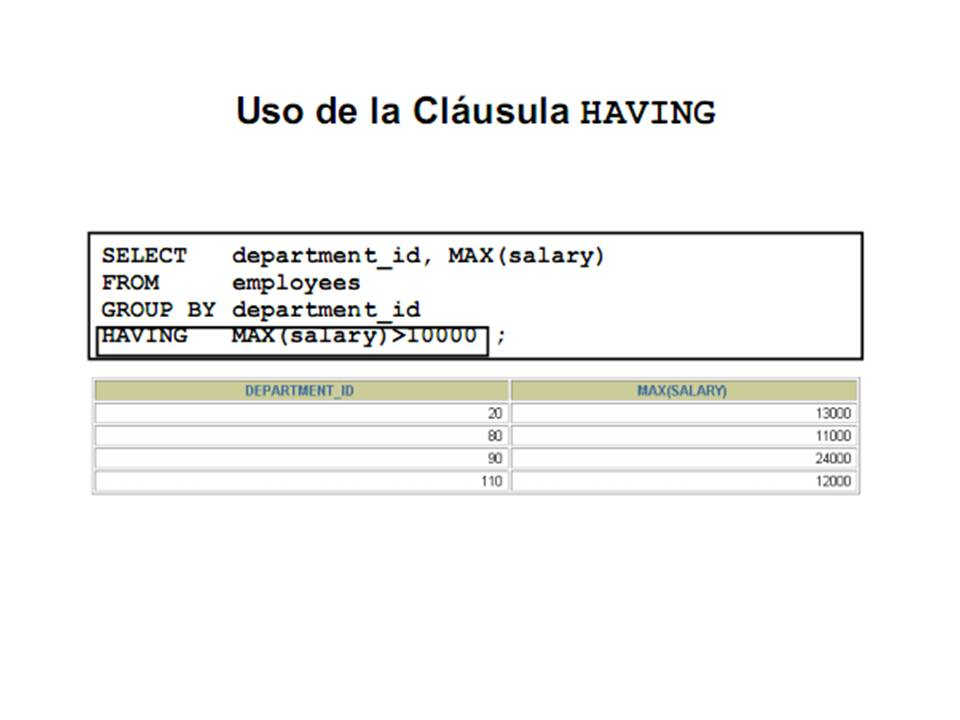 Uso de la Cláusula HAVING
SELECT department_id, MAX(salary)
FROM employees
GROUP BY department_id
HAVING MAX(salary)>10000 ;
DEPARTMENT_ID MAX(SALARY)
20 13000
80 11000
90 24000
110 12000